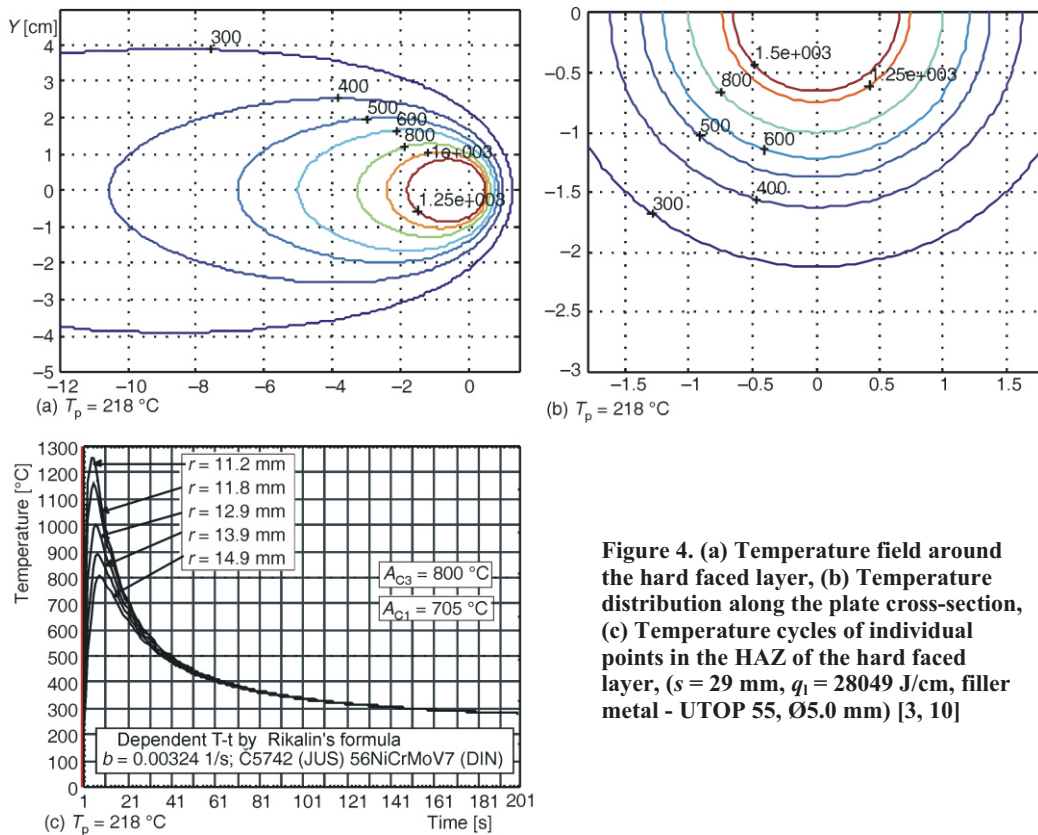 Y [cm]
4
3
2
1
0
−1
−2
−3
−4
−5
300
400
500
600
800
1e+003
1.25e+003
−12 −10 −8 −6 −4 −2 0
(a) Tp = 218 °C
0
−0.5
−1
−1.5
−2
−2.5
−3
1.5e+003
1.25e+003
800
600
500
400
300
−1.5 −1 −0.5 0 0.5 1 1.5
(b) Tp = 218 °C
Temperature [°C]
1300
1200
1100
1000
900
800
700
600
500
400
300
200
100
0
r = 11.2 mm
r = 11.8 mm
r = 12.9 mm
r = 13.9 mm
r = 14.9 mm
AC3 = 800 °C
AC1 = 705 °C
Dependent T-t by Rikalin's formula
b = 0.00324 1/s; Č5742 (JUS) 56NiCrMoV7 (DIN)
1 21 41 61 81 101 121 141 161 181 201
(c) Tp = 218 °C
Time [s]
Figure 4. (a) Temperature field around
the hard faced layer, (b) Temperature
distribution along the plate cross-section,
(c) Temperature cycles of individual
points in the HAZ of the hard faced
layer, (s = 29 mm, ql = 28049 J/cm, filler
metal - UTOP 55, Ø5.0 mm) [3, 10]